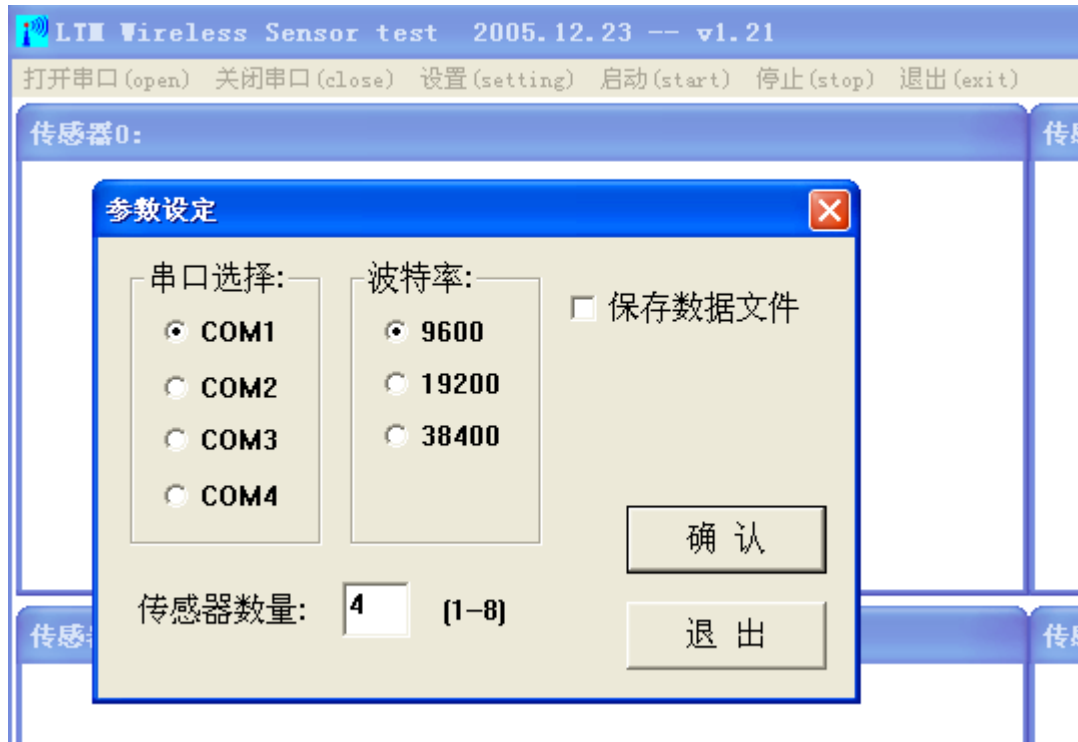 LTM Wireless Sensor test 2005.12.23 -- v1.21
打开串口(open) 关闭串口(close) 设置(setting) 启动(start) 停止(stop) 退出(exit)
传感器0:
参数设定
串口选择:
COM1
COM2
COM3
COM4
波特率:
9600
19200
38400
保存数据文件
确 认
传感器数量: 4 (1-8)
退 出